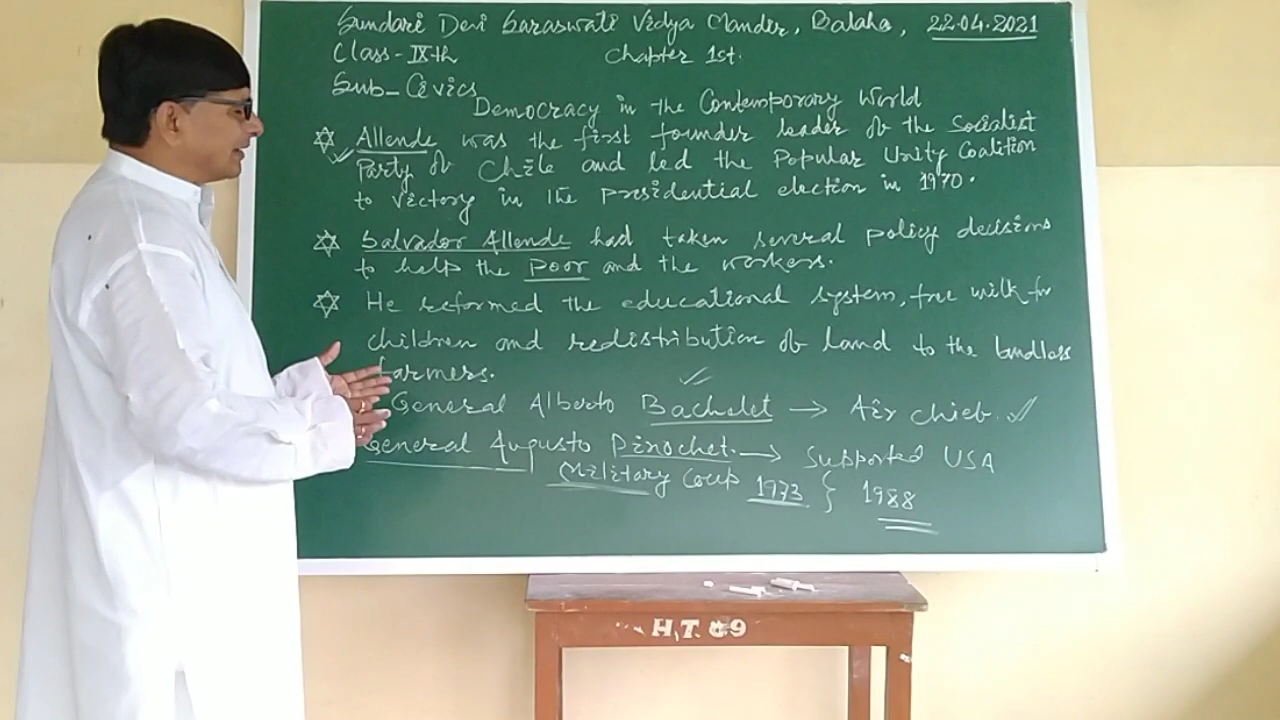 Sundari Devi Saraswati Vidya Mander, Balaha, 22.04.2021
Class-IXth Chapter 1st.
Sub-Civics
Democracy in the Contemporary World
Allende was the first founder leader of the Socialist
Party of Chile and led the Popular Unity Coalition
to victory in the presidential election in 1970.
Salvador Allende had taken several policy decisions
to help the poor and the workers.
He reformed the educational system, free milk for
children and redistribution of land to the landless
farmers.
General Alberto Bachelet → Air chief.
General Augusto Pinochet. → Supported USA
Military Coup 1973 } 1988
H.T 09